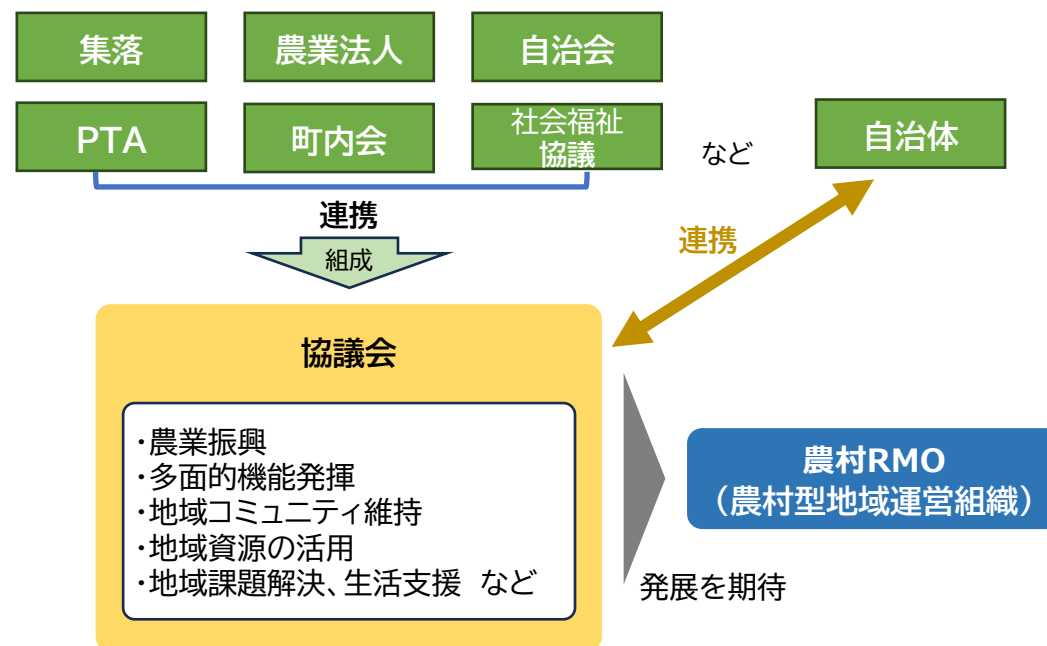 集落
農業法人
自治会
PTA
町内会
社会福祉
協議
など
自治体
連携
組成
連携
協議会
・農業振興
・多面的機能発揮
・地域コミュニティ維持
・地域資源の活用
・地域課題解決、生活支援　など
農村RMO
（農村型地域運営組織）
発展を期待